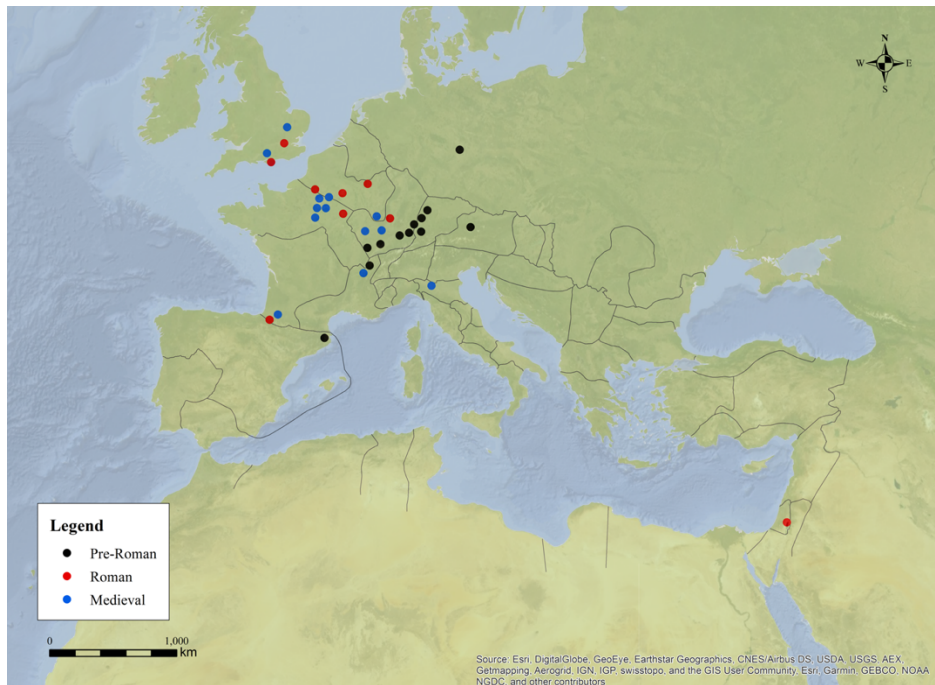 N
W E
S
Legend
Pre-Roman
Roman
Medieval
0 1,000
km
Source: Esri, DigitalGlobe, GeoEye, Earthstar Geographics, CNES/Airbus DS, USDA, USGS, AEX,
Getmapping, Aerogrid, IGN, IGP, swisstopo, and the GIS User Community, Esri, Garmin, GEBCO, NOAA
NGDC, and other contributors